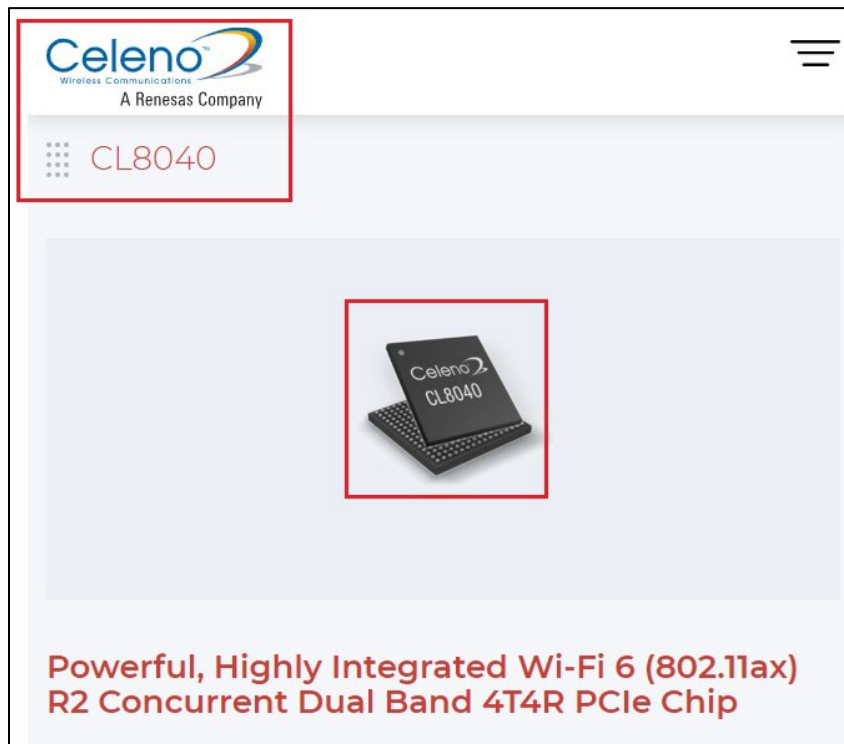 Celeno™
Wireless Communications
A Renesas Company
CL8040
Celeno
CL8040
Powerful, Highly Integrated Wi-Fi 6 (802.11ax)
R2 Concurrent Dual Band 4T4R PCIe Chip